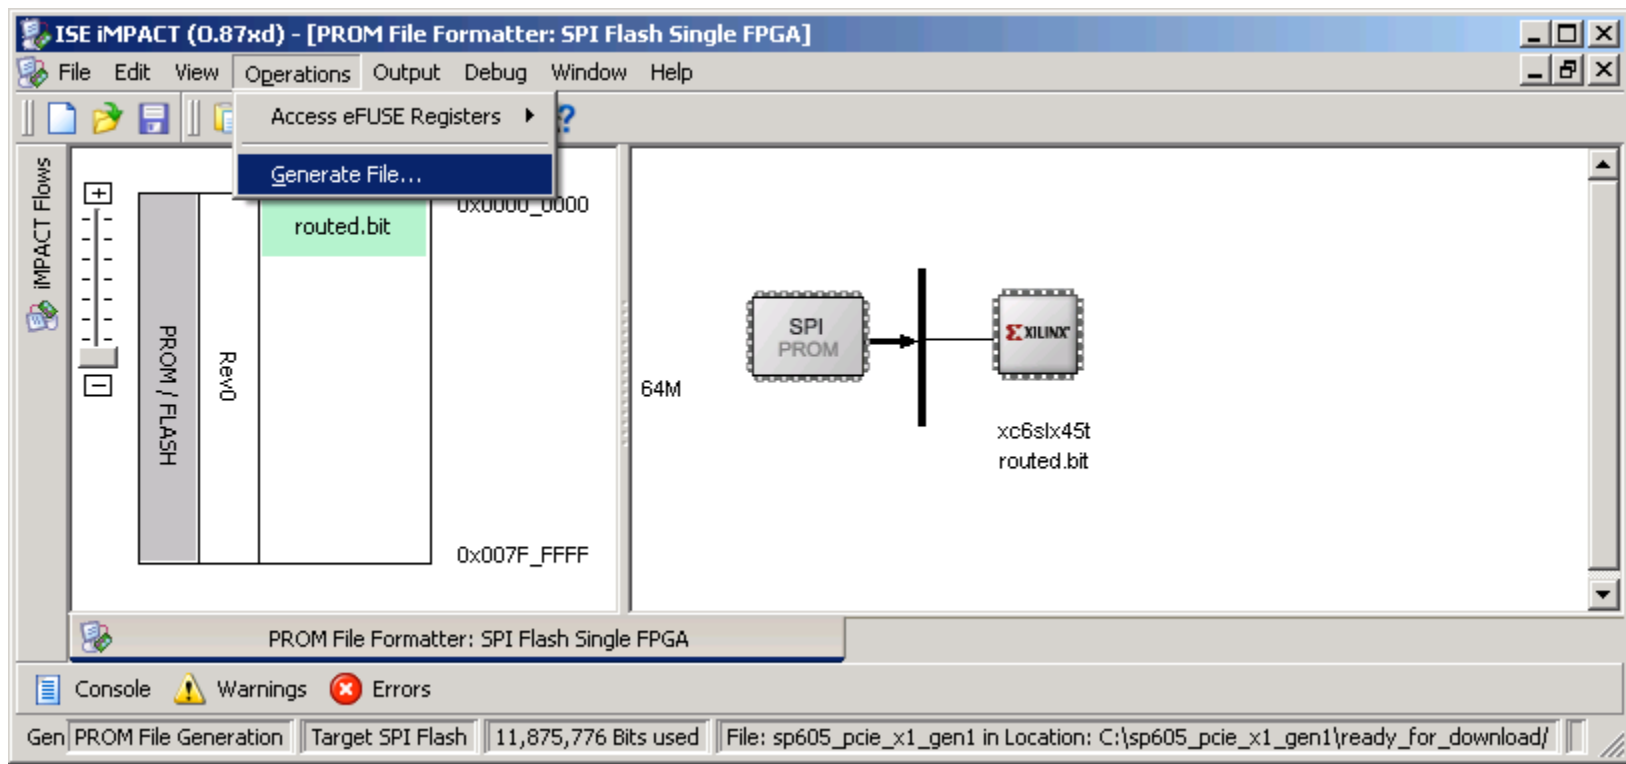 ISE iMPACT (0.87xd) - [PROM File Formatter: SPI Flash Single FPGA]
File Edit View Operations Output Debug Window Help
Access eFUSE Registers
Generate File...
iMPACT Flows
routed.bit
0x0000_0000
PROM / FLASH
Rev0
0x007F_FFFF
64M
SPI
PROM
XILINX
xc6slx45t
routed.bit
PROM File Formatter: SPI Flash Single FPGA
Console Warnings Errors
Gen PROM File Generation Target SPI Flash 11,875,776 Bits used File: sp605_pcie_x1_gen1 in Location: C:\sp605_pcie_x1_gen1\ready_for_download/